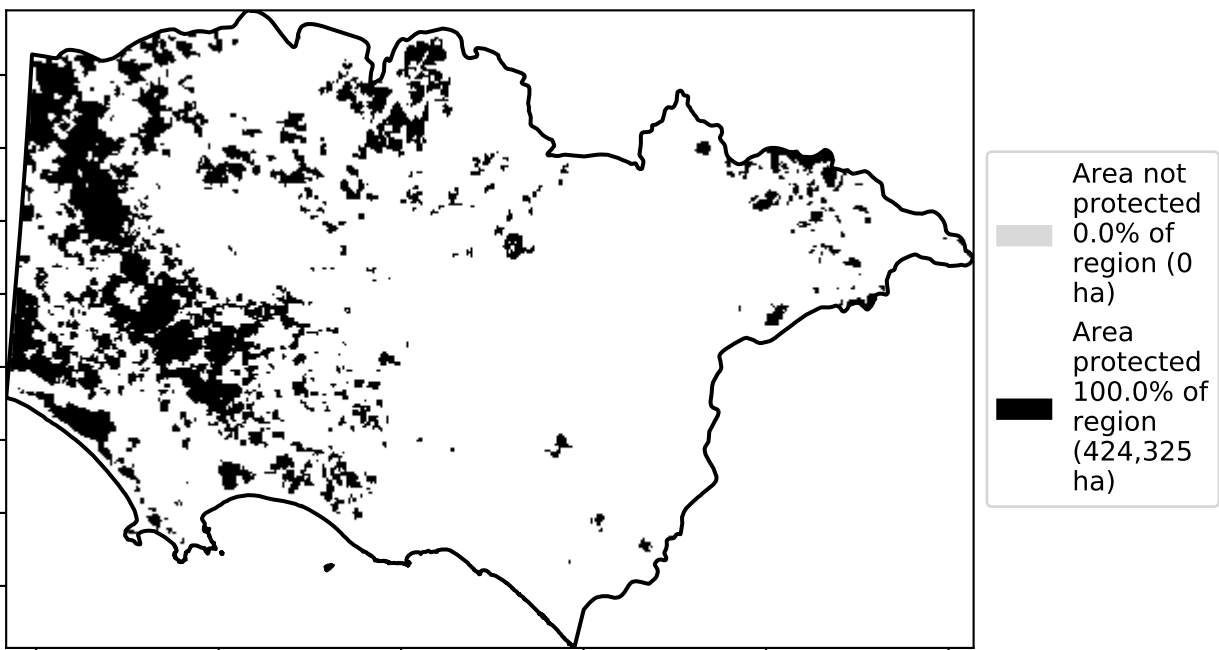 Area not
protected
0.0% of
region (0
ha)
Area
protected
100.0% of
region
(424,325
ha)